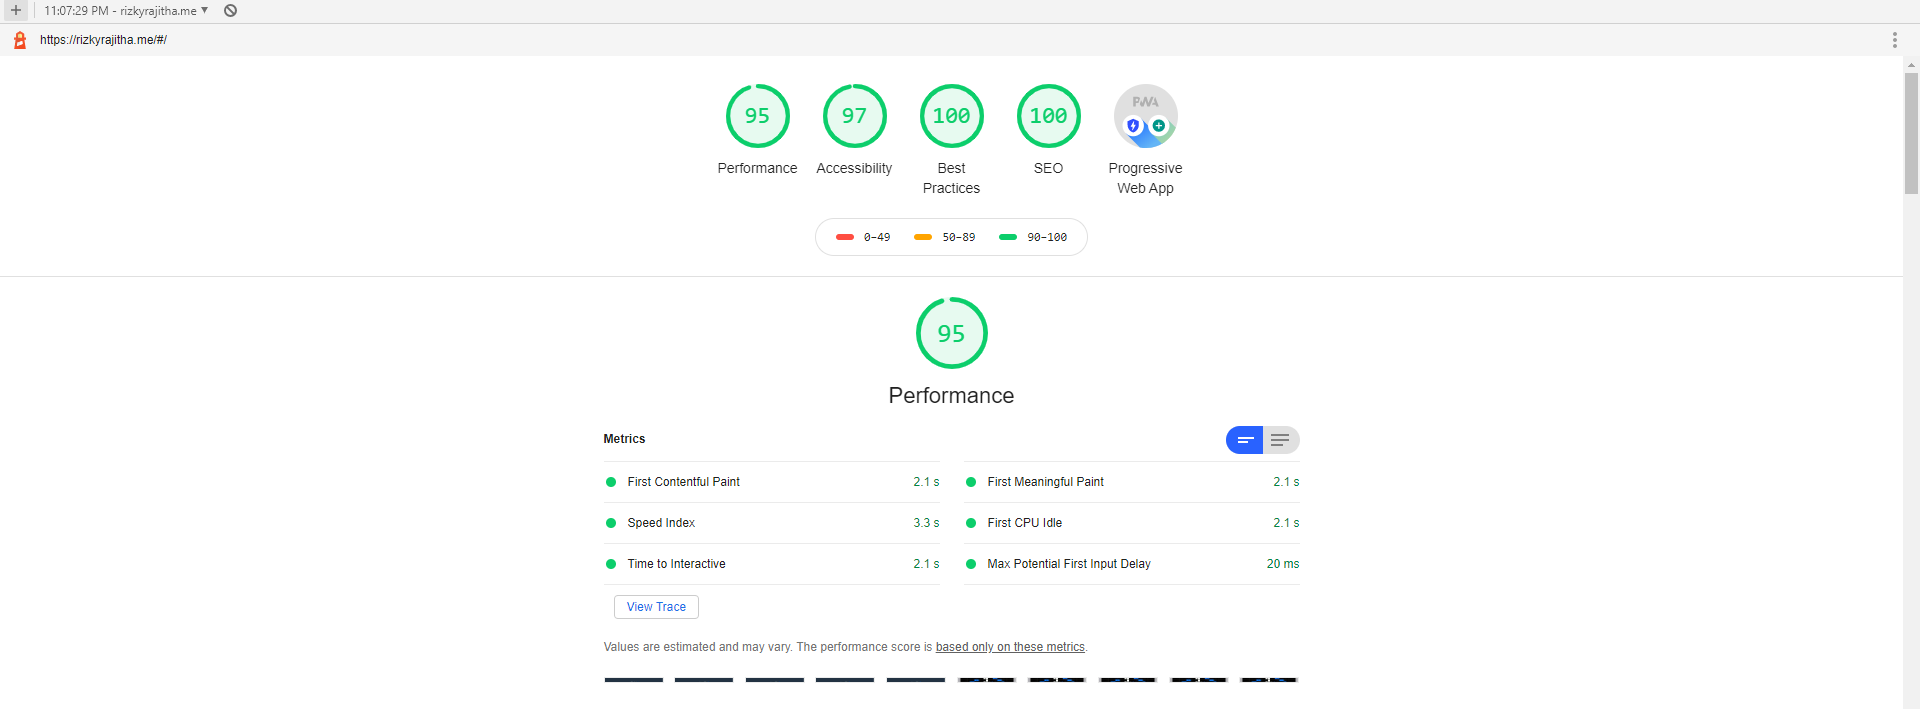 11:07:29 PM - rizkyrajitha.me
https://rizkyrajitha.me/#/
95
97
100
100
PWA
Performance
Accessibility
Best
Practices
SEO
Progressive
Web App
0–49
50–89
90–100
95
Performance
Metrics
First Contentful Paint
2.1 s
First Meaningful Paint
2.1 s
Speed Index
3.3 s
First CPU Idle
2.1 s
Time to Interactive
2.1 s
Max Potential First Input Delay
20 ms
View Trace
Values are estimated and may vary. The performance score is based only on these metrics.